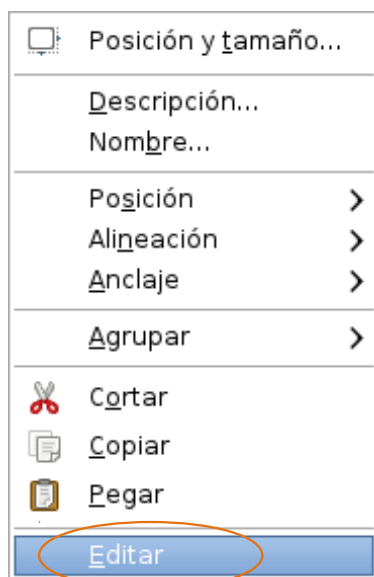 Posición y tamaño...
Descripción...
Nombre...
Posición
Alineación
Anclaje
Agrupar
Cortar
Copiar
Pegar
Editar